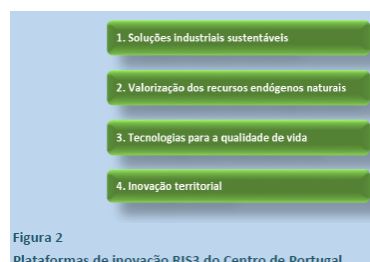 1. Soluções industriais sustentáveis
2. Valorização dos recursos endógenos naturais
3. Tecnologias para a qualidade de vida
4. Inovação territorial
Figura 2
Plataformas de inovação RIS3 do Centro de Portugal